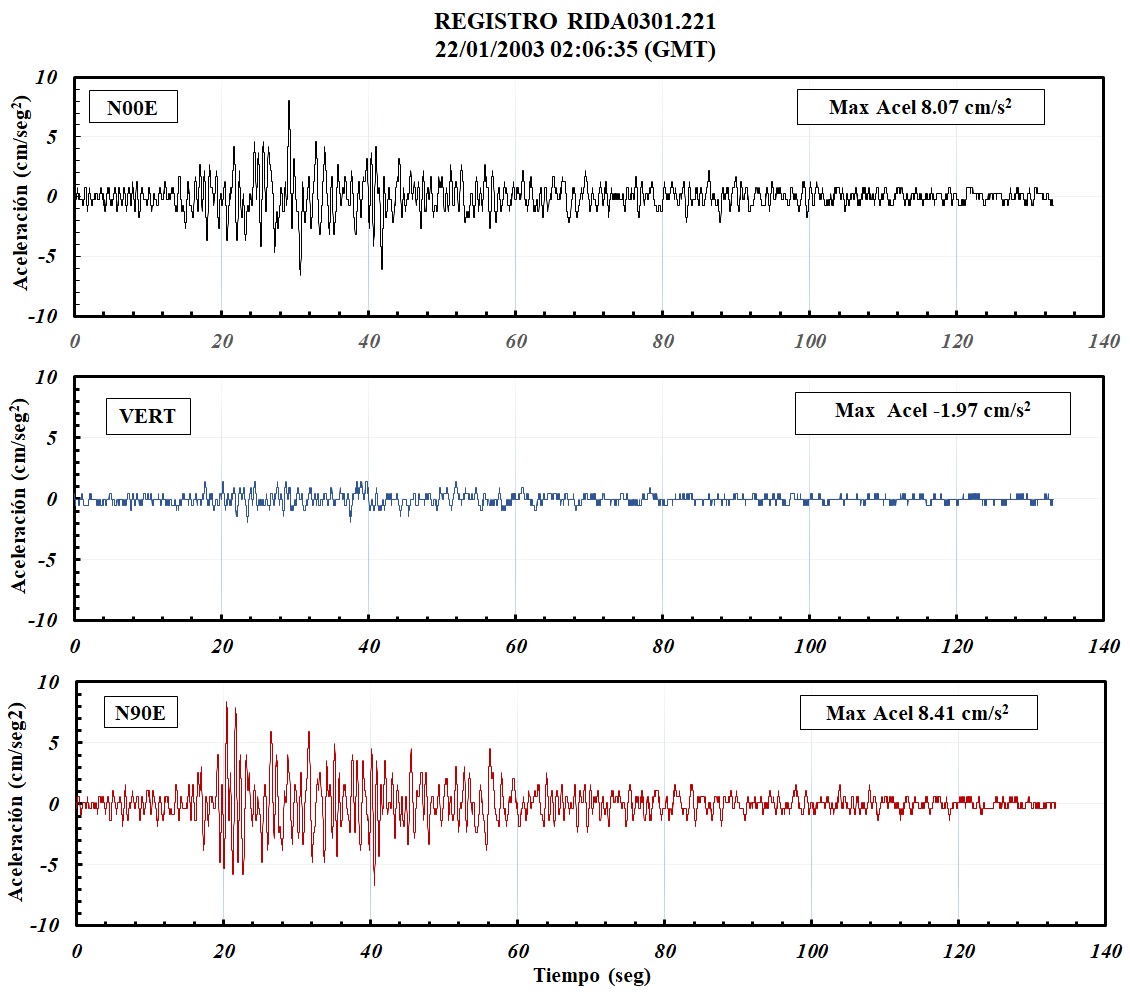 REGISTRO RIDA0301.221
22/01/2003 02:06:35 (GMT)
N00E
Max Acel 8.07 cm/s²
Aceleración (cm/seg²)
10
5
0
-5
-10
0 20 40 60 80 100 120 140
VERT
Max Acel -1.97 cm/s²
Aceleración (cm/seg²)
10
5
0
-5
-10
0 20 40 60 80 100 120 140
N90E
Max Acel 8.41 cm/s²
Aceleración (cm/seg2)
10
5
0
-5
-10
0 20 40 60 80 100 120 140
Tiempo (seg)